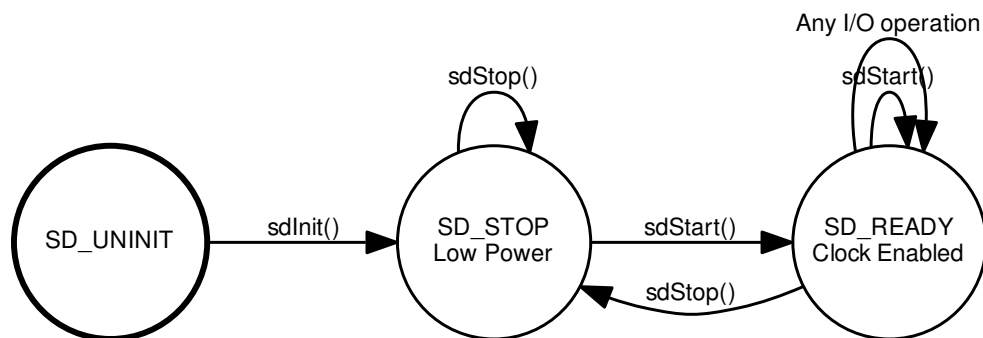 Any I/O operation
sdStop()
sdStart()
SD_UNINIT
sdInit()
SD_STOP
Low Power
sdStart()
SD_READY
Clock Enabled
sdStop()